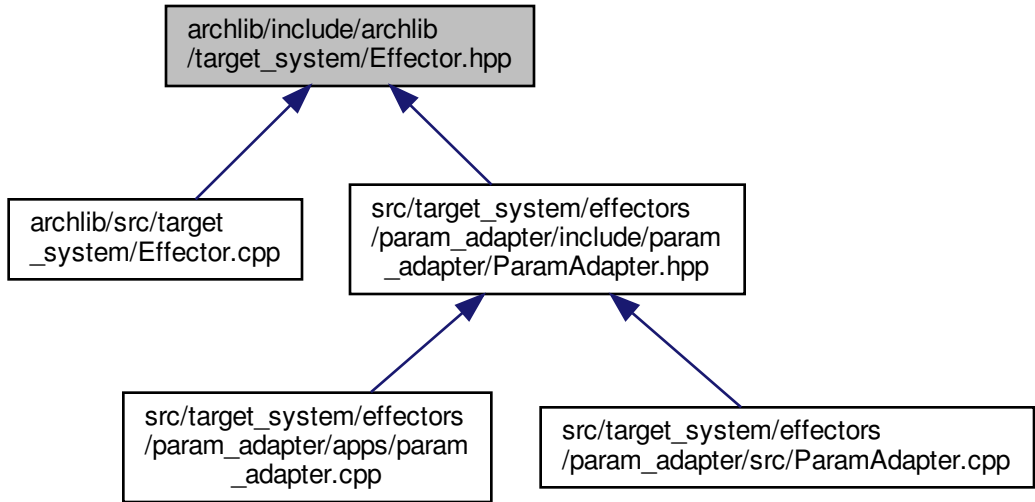 archlib/include/archlib
/target_system/Effector.hpp
archlib/src/target
_system/Effector.cpp
src/target_system/effectors
/param_adapter/include/param
_adapter/ParamAdapter.hpp
src/target_system/effectors
/param_adapter/apps/param
_adapter.cpp
src/target_system/effectors
/param_adapter/src/ParamAdapter.cpp